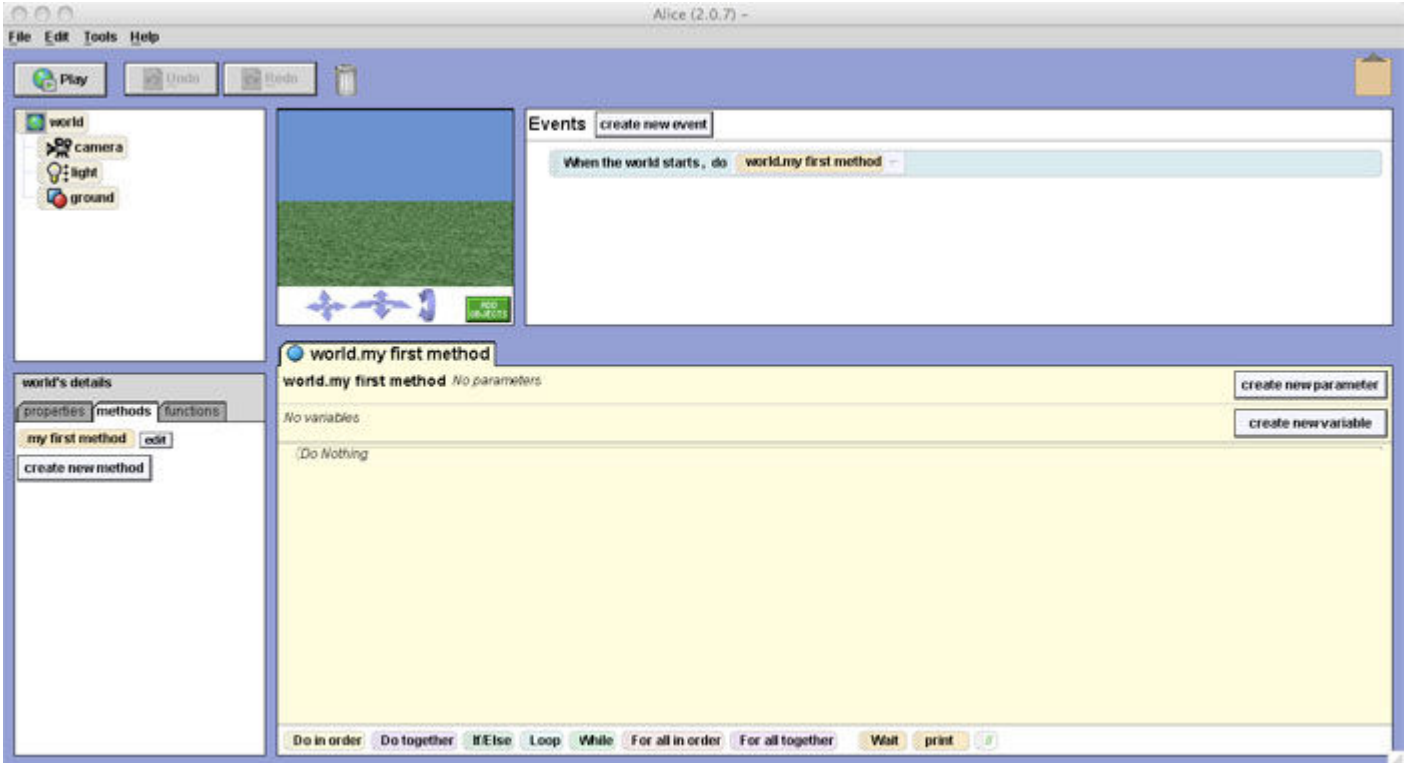 Alice (2.0.7) -
File Edit Tools Help
Play Undo Redo
world
camera
light
ground
ADD
OBJECTS
Events create new event
When the world starts, do world.my first method
world's details
properties methods functions
my first method edit
create new method
world.my first method
world.my first method No parameters
create new parameter
No variables
create new variable
(Do Nothing
Do in order Do together If/Else Loop While For all in order For all together Wait print //